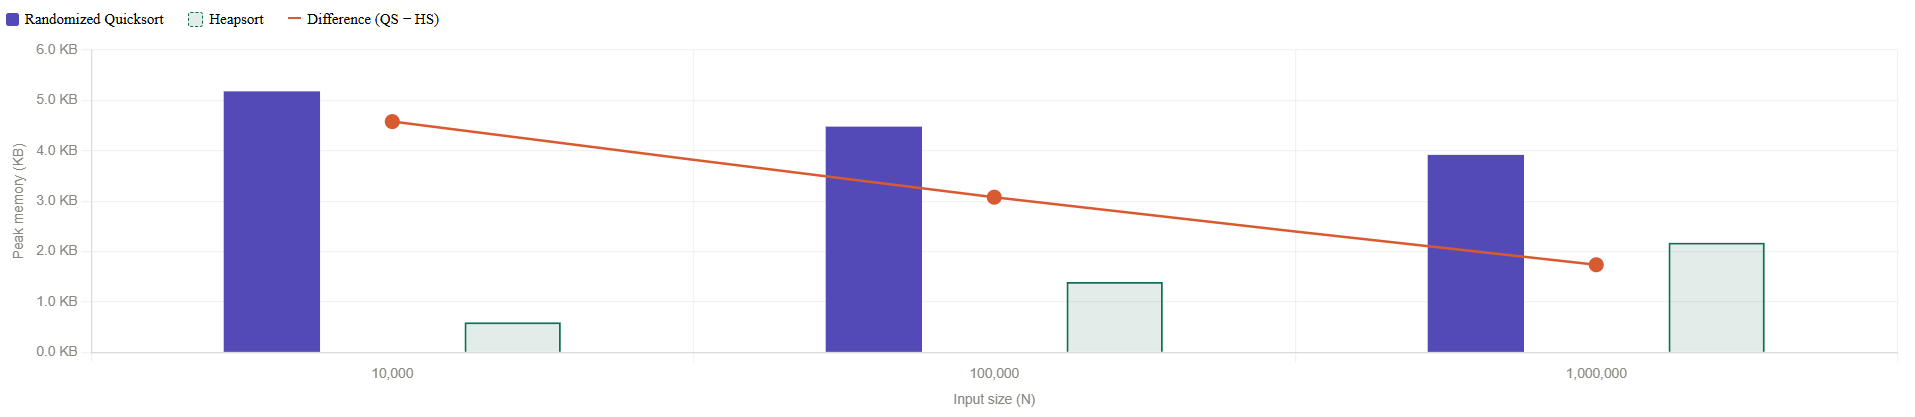 Randomized Quicksort Heapsort Difference (QS − HS)
6.0 KB
5.0 KB
4.0 KB
3.0 KB
2.0 KB
1.0 KB
0.0 KB
Peak memory (KB)
10,000 100,000 1,000,000
Input size (N)